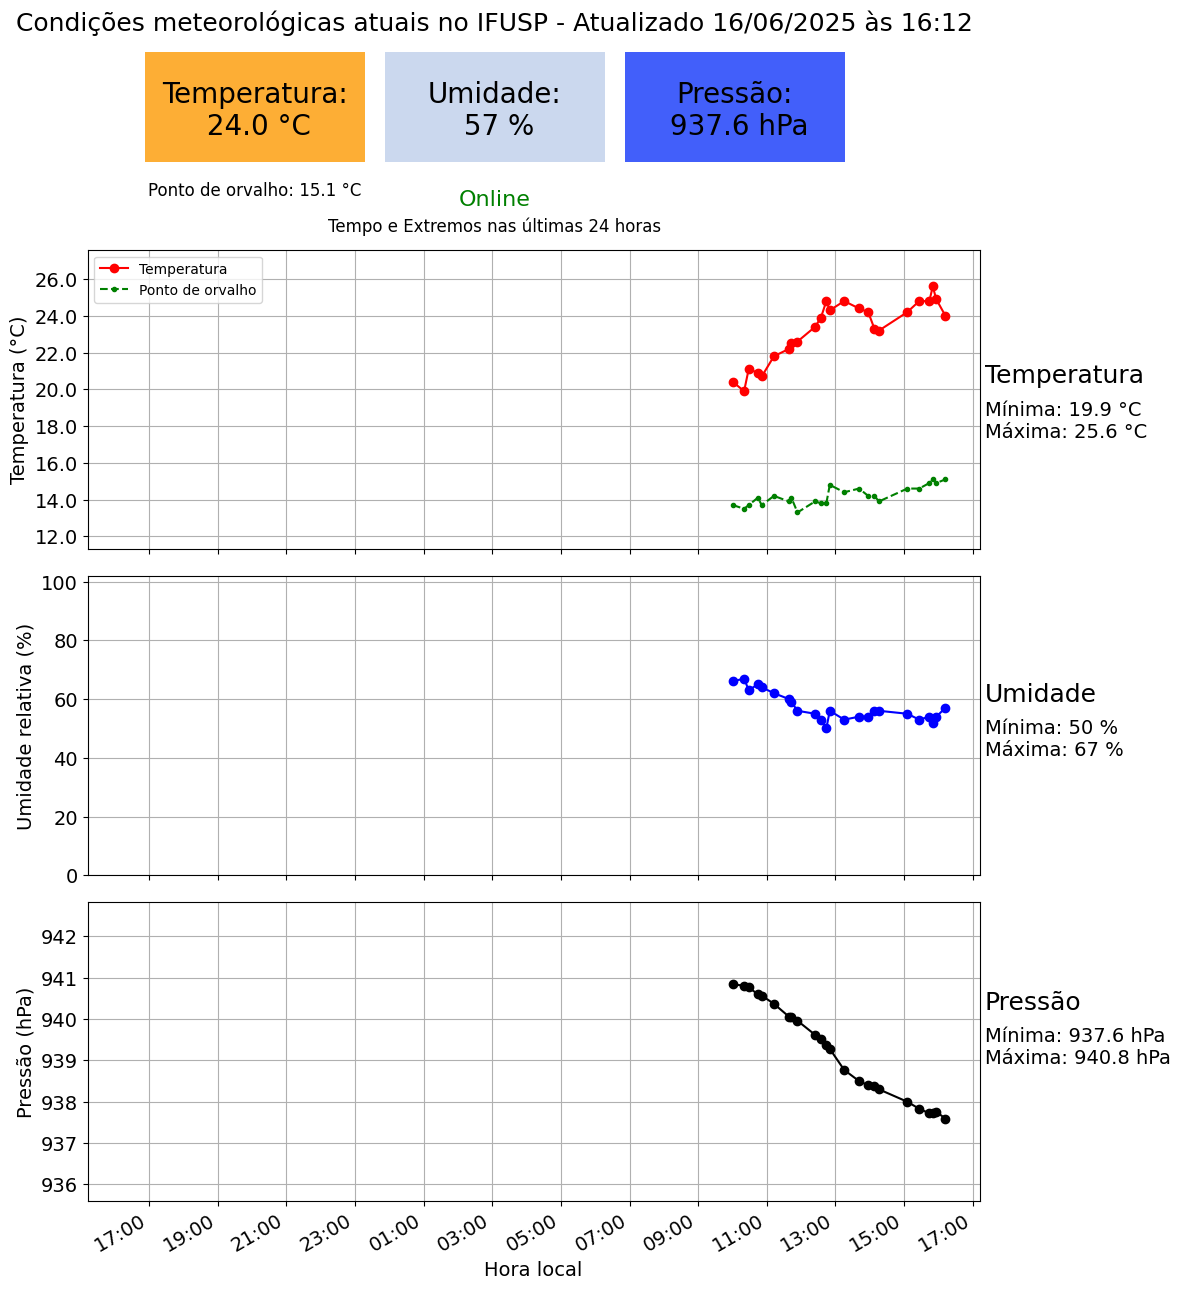 Condições meteorológicas atuais no IFUSP - Atualizado 16/06/2025 às 16:12
Temperatura:
24.0 °C
Umidade:
57 %
Pressão:
937.6 hPa
Ponto de orvalho: 15.1 °C
Online
Tempo e Extremos nas últimas 24 horas
Temperatura
Ponto de orvalho
Temperatura (°C)
26.0
24.0
22.0
20.0
18.0
16.0
14.0
12.0
Temperatura
Mínima: 19.9 °C
Máxima: 25.6 °C
Umidade relativa (%)
100
80
60
40
20
0
Umidade
Mínima: 50 %
Máxima: 67 %
Pressão (hPa)
942
941
940
939
938
937
936
Pressão
Mínima: 937.6 hPa
Máxima: 940.8 hPa
17:00 19:00 21:00 23:00 01:00 03:00 05:00 07:00 09:00 11:00 13:00 15:00 17:00
Hora local